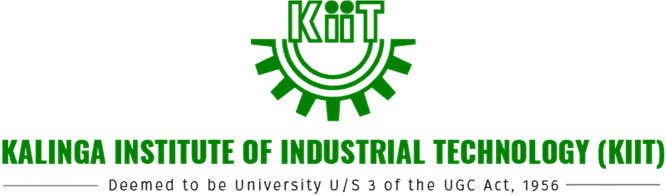 KiiT
KALINGA INSTITUTE OF INDUSTRIAL TECHNOLOGY (KIIT)
Deemed to be University U/S 3 of the UGC Act, 1956